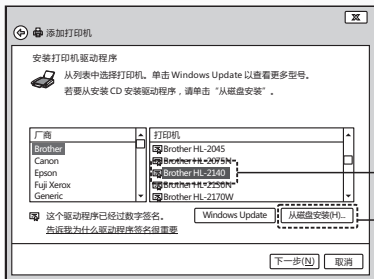 添加打印机
安装打印机驱动程序
从列表中选择打印机。单击 Windows Update 以查看更多型号。
若要从安装 CD 安装驱动程序，请单击“从磁盘安装”。
厂商
Brother
Canon
Epson
Fuji Xerox
Generic
打印机
Brother HL-2045
Brother HL-2075N
Brother HL-2140
Brother HL-2150N
Brother HL-2170W
这个驱动程序已经过数字签名。
告诉我为什么驱动程序签名很重要
Windows Update
从磁盘安装(H)...
下一步(N)
取消